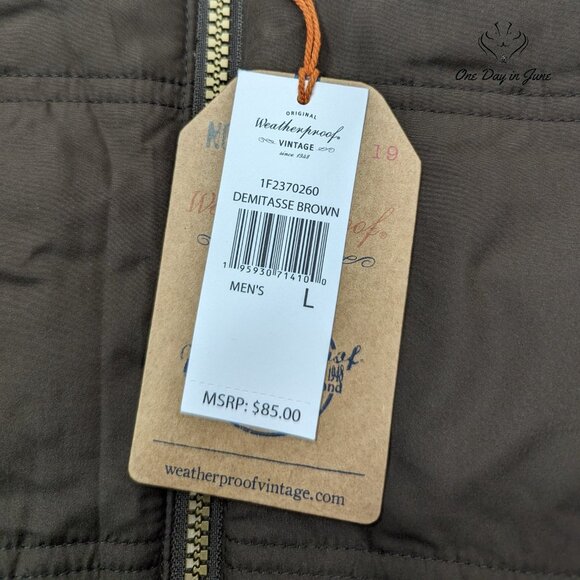 One Day in June
ORIGINAL
Weatherproof®
VINTAGE
since 1948
19
1F2370260
DEMITASSE BROWN
1 95930 71410 0
MEN'S L
MSRP: $85.00
weatherproofvintage.com